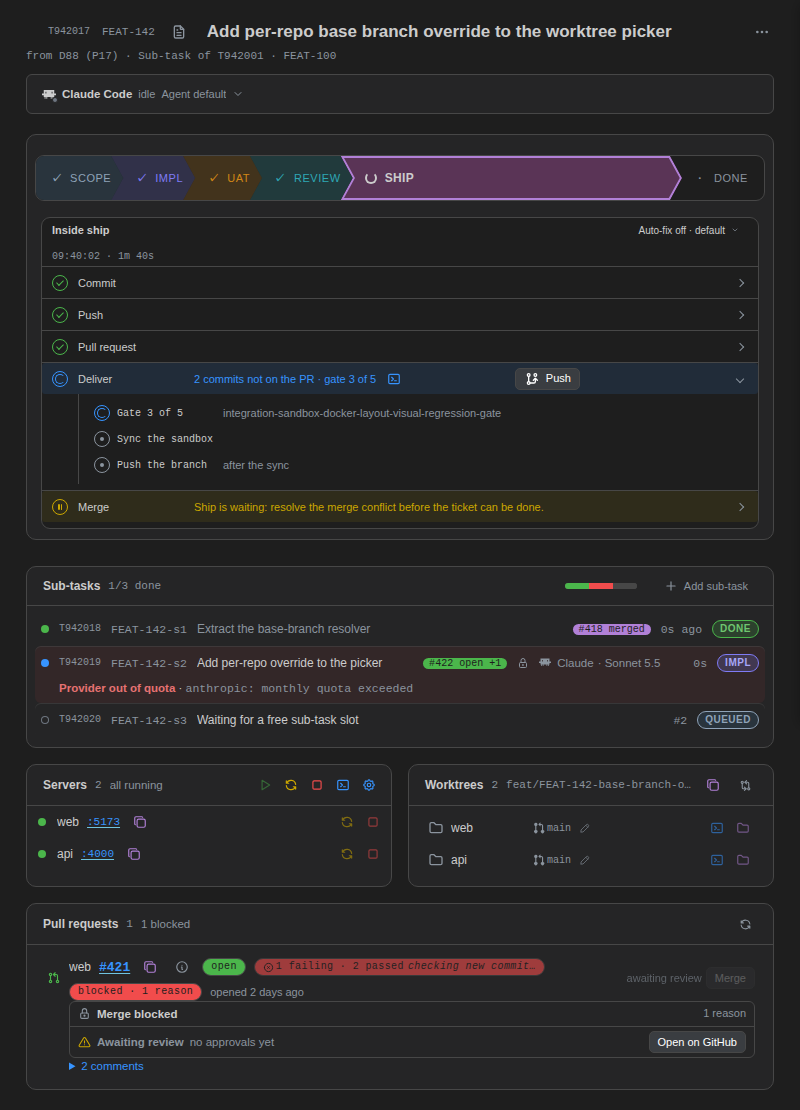 T942017 FEAT-142 Add per-repo base branch override to the worktree picker
from D88 (P17) · Sub-task of T942001 · FEAT-100
Claude Code idle Agent default
SCOPE IMPL UAT REVIEW SHIP DONE
Inside ship Auto-fix off · default
09:40:02 · 1m 40s
Commit
Push
Pull request
Deliver 2 commits not on the PR · gate 3 of 5 Push
Gate 3 of 5 integration-sandbox-docker-layout-visual-regression-gate
Sync the sandbox
Push the branch after the sync
Merge Ship is waiting: resolve the merge conflict before the ticket can be done.
Sub-tasks 1/3 done Add sub-task
T942018 FEAT-142-s1 Extract the base-branch resolver #418 merged 0s ago DONE
T942019 FEAT-142-s2 Add per-repo override to the picker #422 open +1 Claude · Sonnet 5.5 0s IMPL
Provider out of quota · anthropic: monthly quota exceeded
T942020 FEAT-142-s3 Waiting for a free sub-task slot #2 QUEUED
Servers 2 all running
web :5173
api :4000
Worktrees 2 feat/FEAT-142-base-branch-o…
web main
api main
Pull requests 1 1 blocked
web #421 open 1 failing · 2 passed checking new commit…
blocked · 1 reason opened 2 days ago
awaiting review Merge
Merge blocked 1 reason
Awaiting review no approvals yet Open on GitHub
2 comments